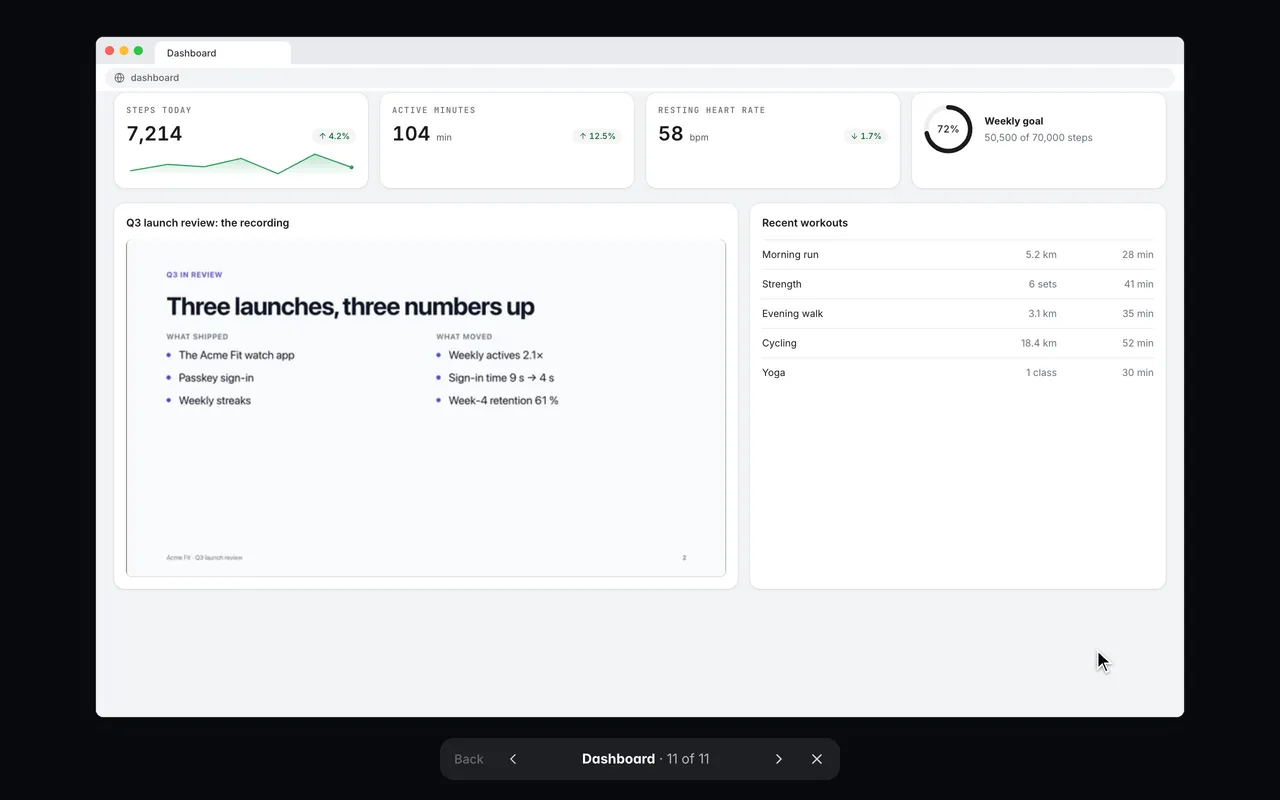 Dashboard
dashboard
STEPS TODAY
7,214
↑ 4.2%
ACTIVE MINUTES
104 min
↑ 12.5%
RESTING HEART RATE
58 bpm
↓ 1.7%
72%
Weekly goal
50,500 of 70,000 steps
Q3 launch review: the recording
Q3 IN REVIEW
Three launches, three numbers up
WHAT SHIPPED
The Acme Fit watch app
Passkey sign-in
Weekly streaks
WHAT MOVED
Weekly actives 2.1×
Sign-in time 9 s → 4 s
Week-4 retention 61 %
Acme Fit · Q3 launch review
2
Recent workouts
Morning run 5.2 km 28 min
Strength 6 sets 41 min
Evening walk 3.1 km 35 min
Cycling 18.4 km 52 min
Yoga 1 class 30 min
Back
Dashboard · 11 of 11